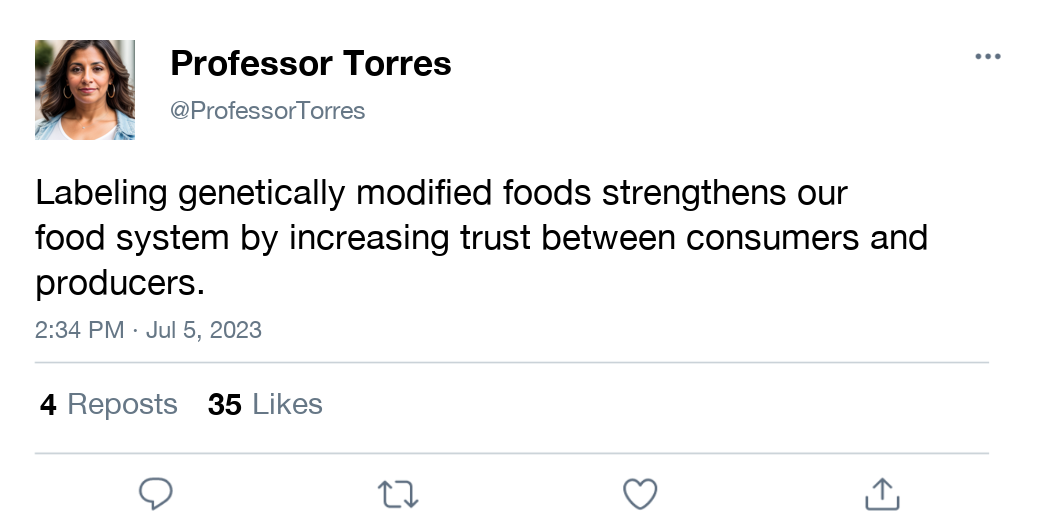 Professor Torres
@ProfessorTorres
Labeling genetically modified foods strengthens our
food system by increasing trust between consumers and
producers.
2:34 PM · Jul 5, 2023
4 Reposts 35 Likes